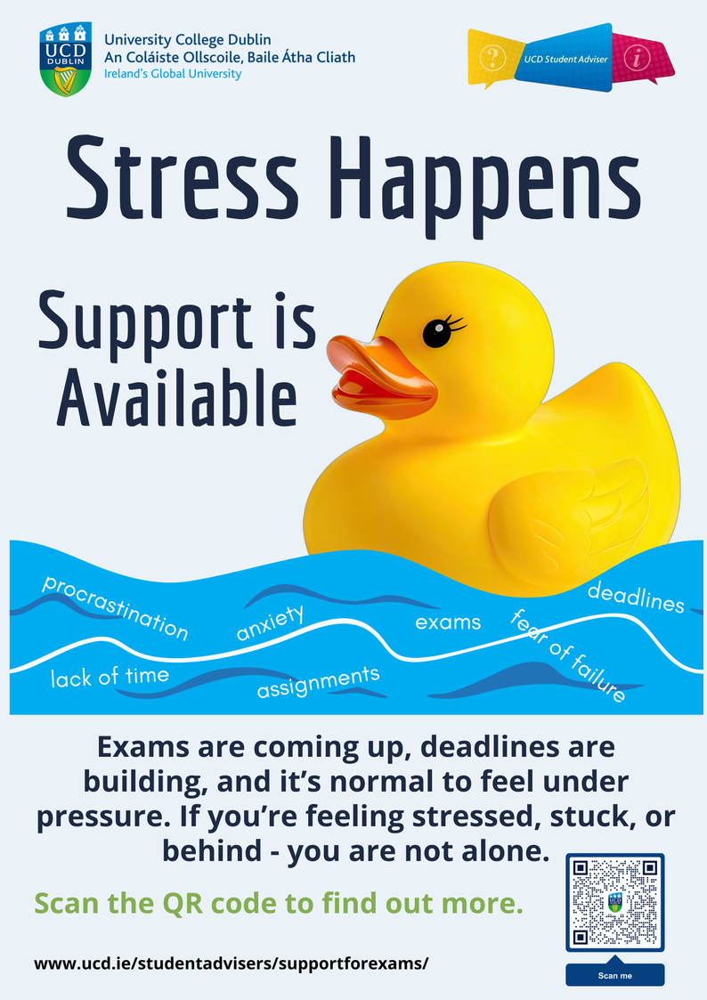 UCD
DUBLIN
University College Dublin
An Coláiste Ollscoile, Baile Átha Cliath
Ireland's Global University
?
UCD Student Adviser
i
Stress Happens
Support is
Available
procrastination
anxiety
exams
fear of failure
deadlines
lack of time
assignments
Exams are coming up, deadlines are
building, and it's normal to feel under
pressure. If you're feeling stressed, stuck, or
behind - you are not alone.
Scan the QR code to find out more.
www.ucd.ie/studentadvisers/supportforexams/
Scan me